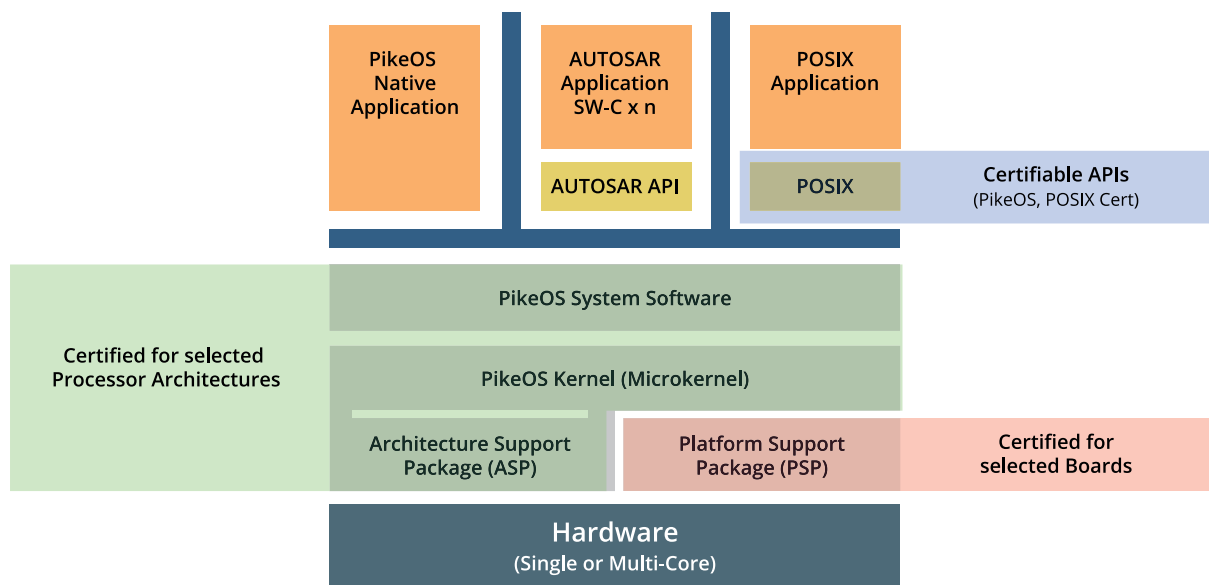 PikeOS
Native
Application
AUTOSAR
Application
SW-C x n
POSIX
Application
AUTOSAR API
POSIX
Certifiable APIs
(PikeOS, POSIX Cert)
PikeOS System Software
Certified for selected
Processor Architectures
PikeOS Kernel (Microkernel)
Architecture Support
Package (ASP)
Platform Support
Package (PSP)
Certified for
selected Boards
Hardware
(Single or Multi-Core)